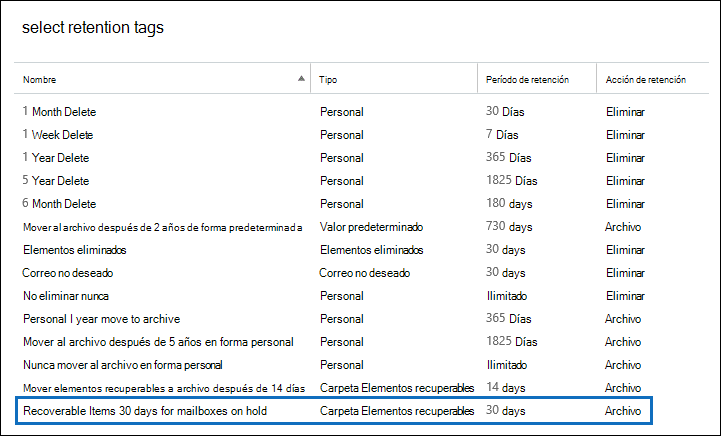 select retention tags
Nombre Tipo Período de retención Acción de retención
1 Month Delete Personal 30 Días Eliminar
1 Week Delete Personal 7 Días Eliminar
1 Year Delete Personal 365 Días Eliminar
5 Year Delete Personal 1825 Días Eliminar
6 Month Delete Personal 180 days Eliminar
Mover al archivo después de 2 años de forma predeterminada Valor predeterminado 730 days Archivo
Elementos eliminados Elementos eliminados 30 days Eliminar
Correo no deseado Correo no deseado 30 days Eliminar
No eliminar nunca Personal Ilimitado Eliminar
Personal l year move to archive Personal 365 Días Archivo
Mover al archivo después de 5 años en forma personal Personal 1825 Días Archivo
Nunca mover al archivo en forma personal Personal Ilimitado Archivo
Mover elementos recuperables a archivo después de 14 días Carpeta Elementos recuperables 14 days Archivo
Recoverable Items 30 days for mailboxes on hold Carpeta Elementos recuperables 30 days Archivo